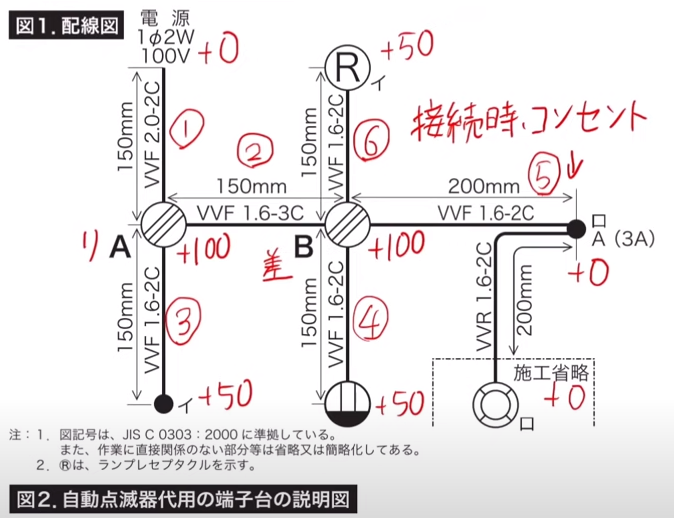 図1.配線図
電源
1φ2W
100V
+0
+50
R
イ
150mm
VVF 2.0-2C
①
②
150mm
VVF 1.6-2C
⑥
接続時、コンセント
⑤
150mm
200mm
VVF 1.6-3C
VVF 1.6-2C
ロ
A（3A）
リ
A
+100
差
B
+100
+0
150mm
VVF 1.6-2C
③
150mm
VVF 1.6-2C
④
VVR 1.6-2C
200mm
施工省略
イ
+50
+50
+0
ロ
注：1．図記号は、JIS C 0303：2000に準拠している。
また、作業に直接関係のない部分等は省略又は簡略化してある。
2．Ⓡは、ランプレセプタクルを示す。
図2.自動点滅器代用の端子台の説明図